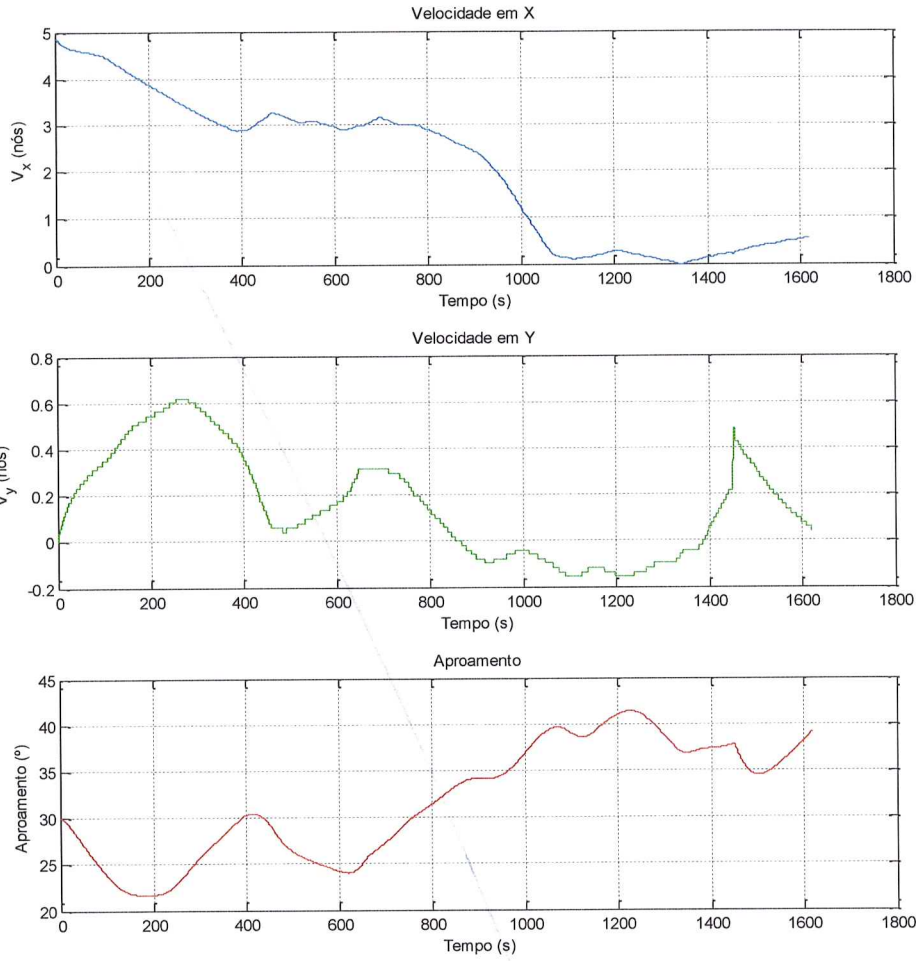 Velocidade em X
5
4
3
2
1
0
V_x (nós)
0 200 400 600 800 1000 1200 1400 1600 1800
Tempo (s)
Velocidade em Y
0.8
0.6
0.4
0.2
0
-0.2
V_y (nós)
0 200 400 600 800 1000 1200 1400 1600 1800
Tempo (s)
Aproamento
45
40
35
30
25
20
Aproamento (º)
0 200 400 600 800 1000 1200 1400 1600 1800
Tempo (s)